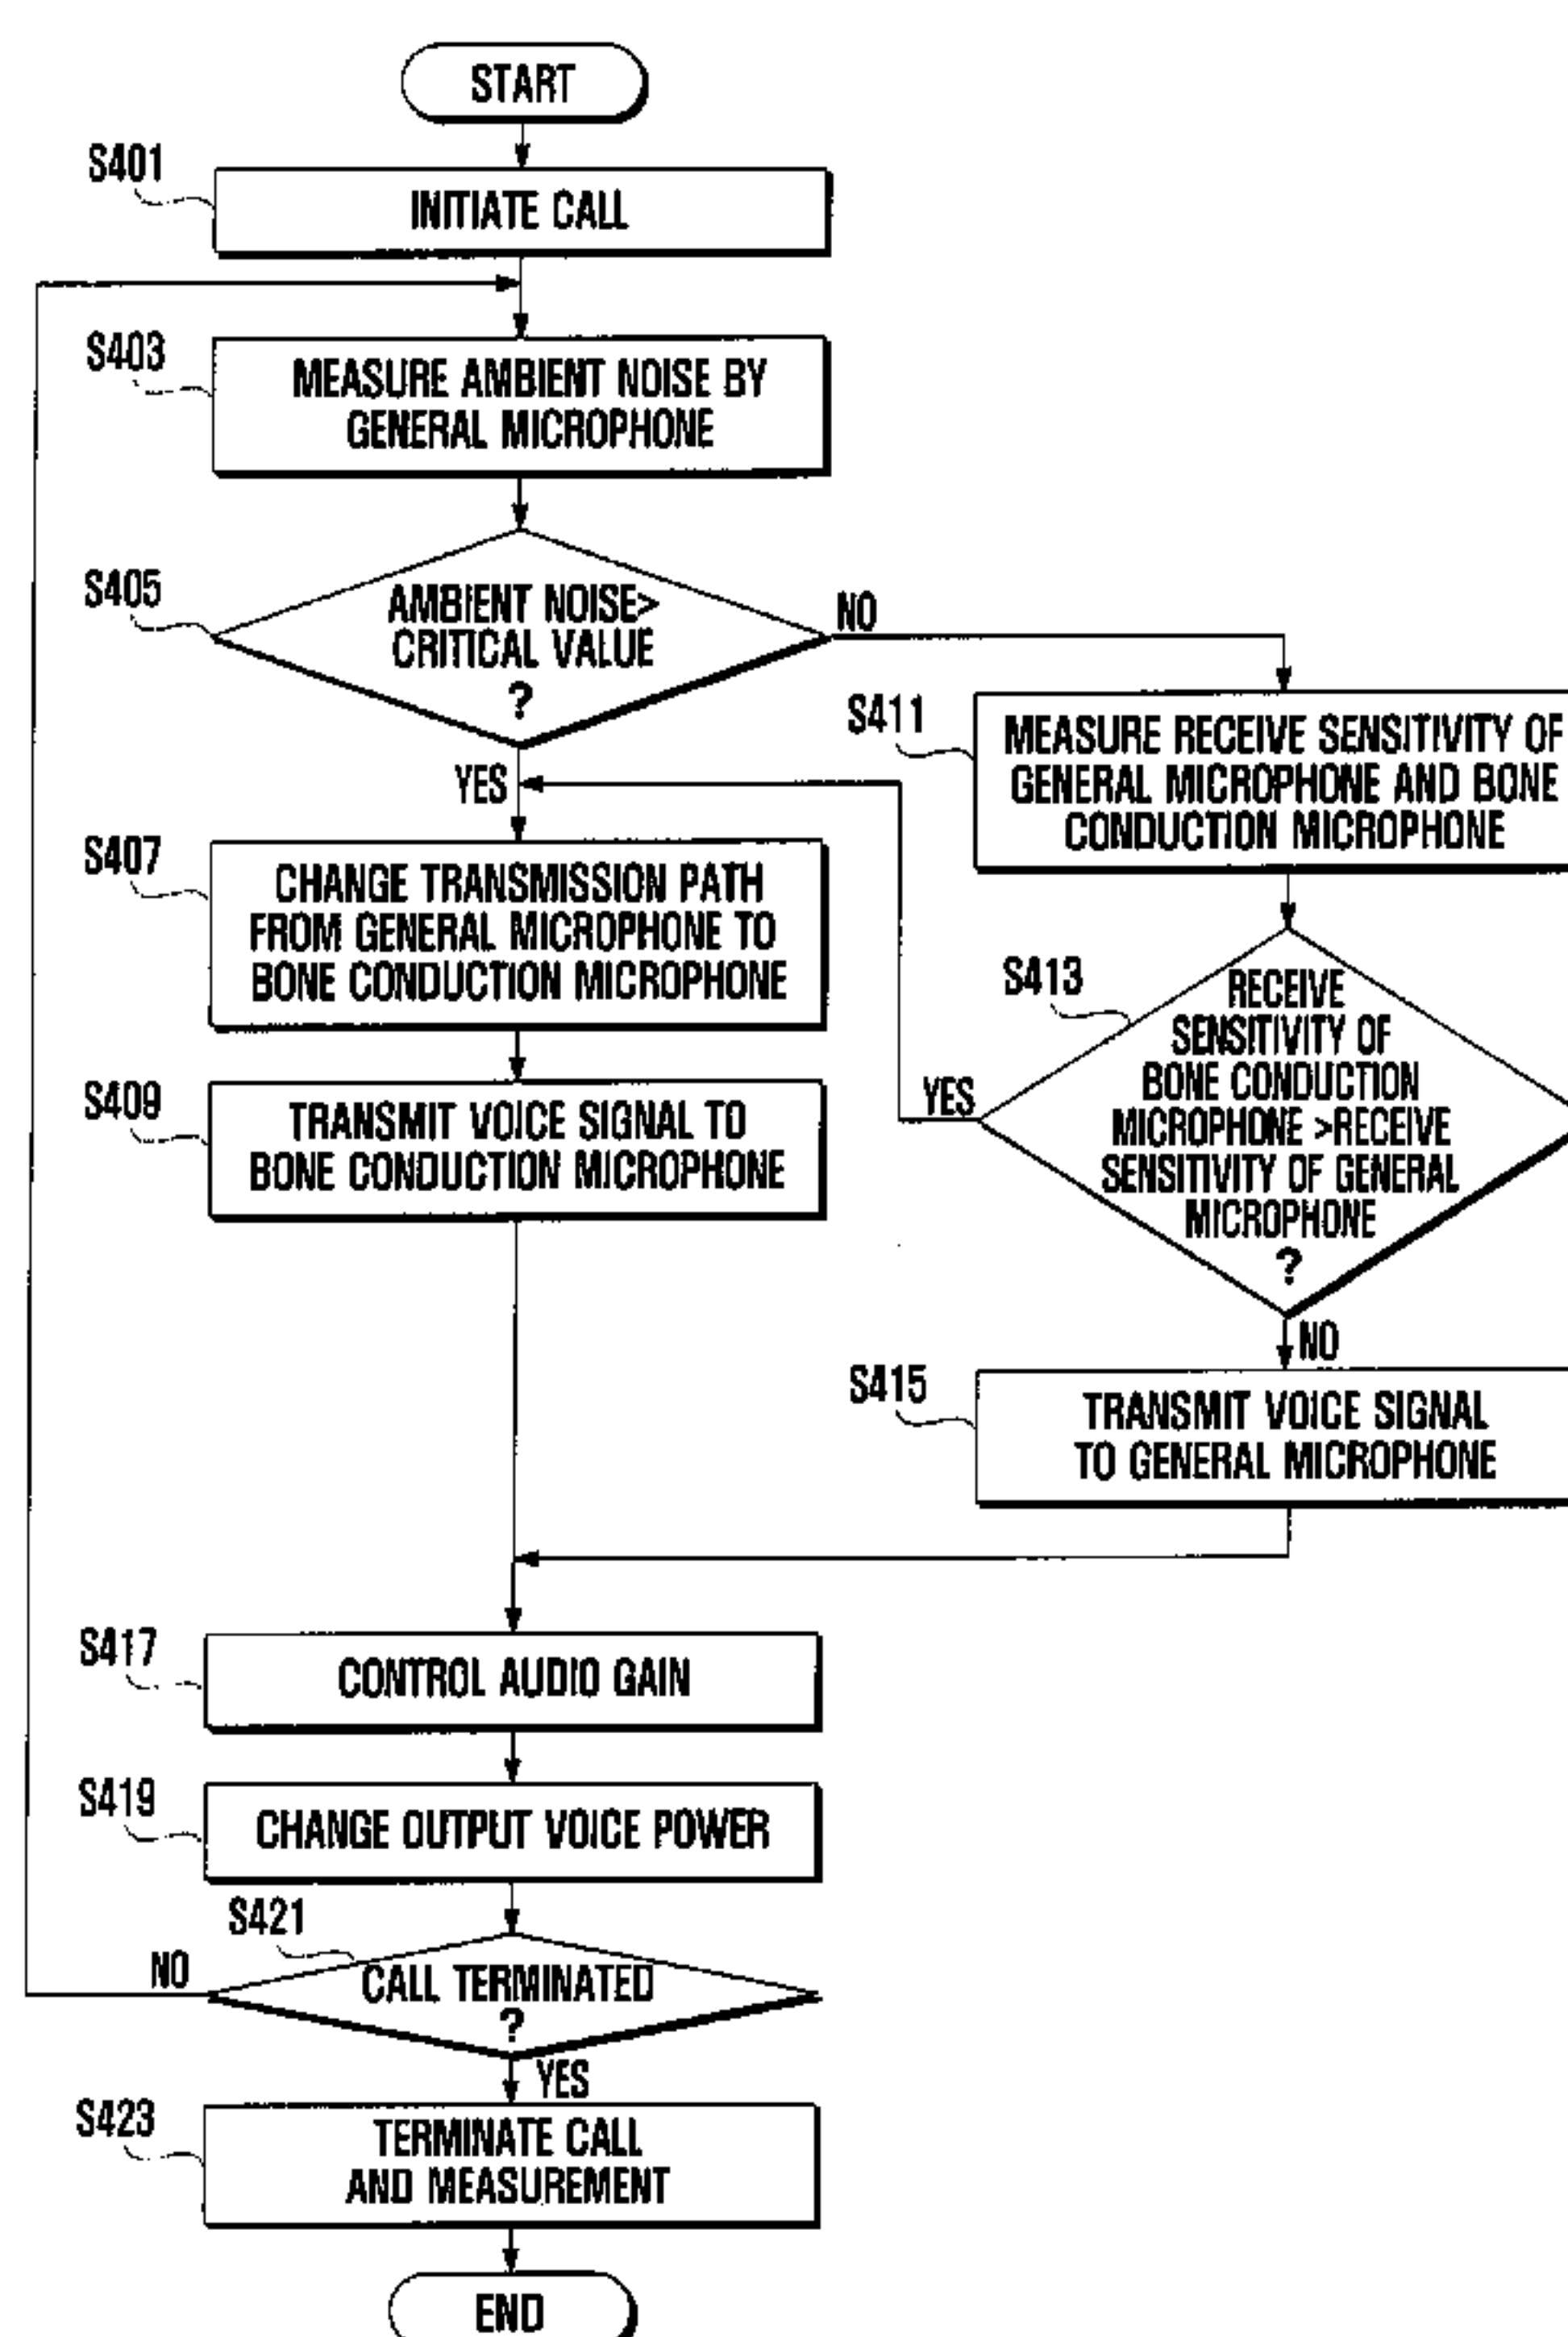 START
S401
INITIATE CALL
S403
MEASURE AMBIENT NOISE BY
GENERAL MICROPHONE
S405
AMBIENT NOISE>
CRITICAL VALUE
?
NO
YES
S411
MEASURE RECEIVE SENSITIVITY OF
GENERAL MICROPHONE AND BONE
CONDUCTION MICROPHONE
S407
CHANGE TRANSMISSION PATH
FROM GENERAL MICROPHONE TO
BONE CONDUCTION MICROPHONE
S413
RECEIVE
SENSITIVITY OF
BONE CONDUCTION
MICROPHONE >RECEIVE
SENSITIVITY OF GENERAL
MICROPHONE
?
YES
NO
S409
TRANSMIT VOICE SIGNAL TO
BONE CONDUCTION MICROPHONE
S415
TRANSMIT VOICE SIGNAL
TO GENERAL MICROPHONE
S417
CONTROL AUDIO GAIN
S419
CHANGE OUTPUT VOICE POWER
S421
CALL TERMINATED
?
NO
YES
S423
TERMINATE CALL
AND MEASUREMENT
END